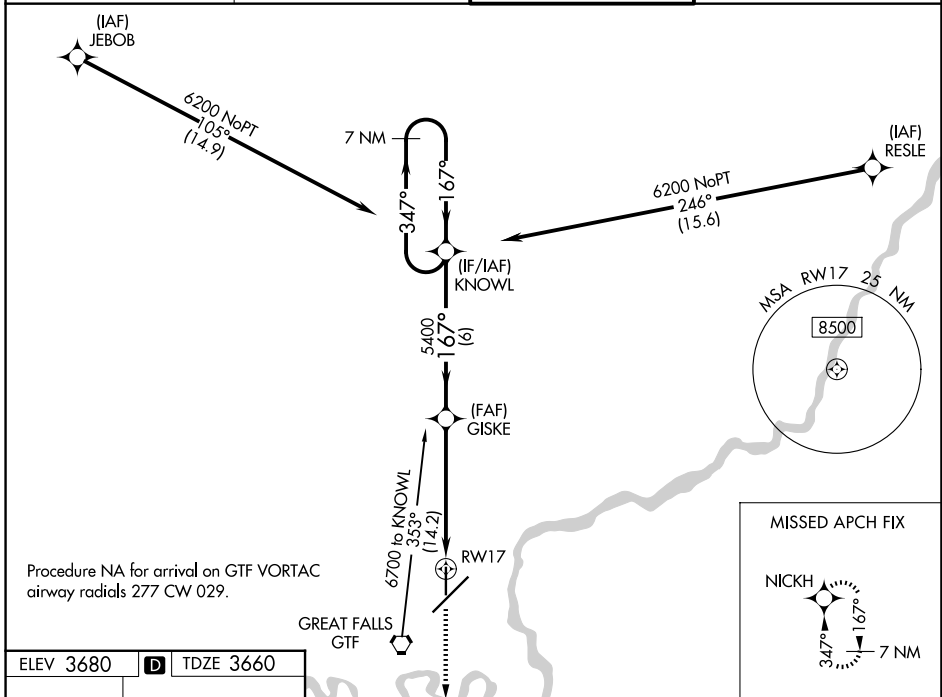 (IAF)
JEBOB
6200 NoPT
105°
(14.9)
7 NM
347°
167°
(IAF)
RESLE
6200 NoPT
246°
(15.6)
(IF/IAF)
KNOWL
5400
167°
(6)
MSA RW17 25 NM
8500
(FAF)
GISKE
6700 to KNOWL
353°
(14.2)
RW17
Procedure NA for arrival on GTF VORTAC
airway radials 277 CW 029.
GREAT FALLS
GTF
MISSED APCH FIX
NICKH
347°
167°
7 NM
ELEV 3680 D TDZE 3660